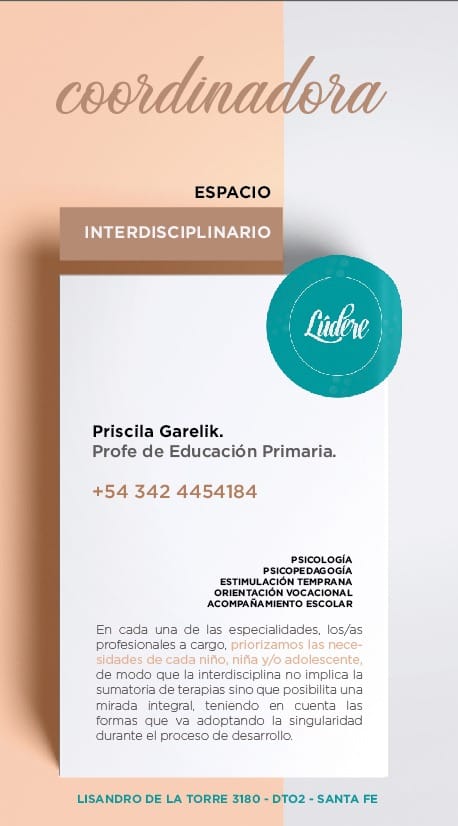 coordinadora
ESPACIO
INTERDISCIPLINARIO
Lúdere
Priscila Garelik.
Profe de Educación Primaria.
+54 342 4454184
PSICOLOGÍA
PSICOPEDAGOGÍA
ESTIMULACIÓN TEMPRANA
ORIENTACIÓN VOCACIONAL
ACOMPAÑAMIENTO ESCOLAR
En cada una de las especialidades, los/as
profesionales a cargo, priorizamos las nece-
sidades de cada niño, niña y/o adolescente,
de modo que la interdisciplina no implica la
sumatoria de terapias sino que posibilita una
mirada integral, teniendo en cuenta las
formas que va adoptando la singularidad
durante el proceso de desarrollo.
LISANDRO DE LA TORRE 3180 - DTO2 - SANTA FE